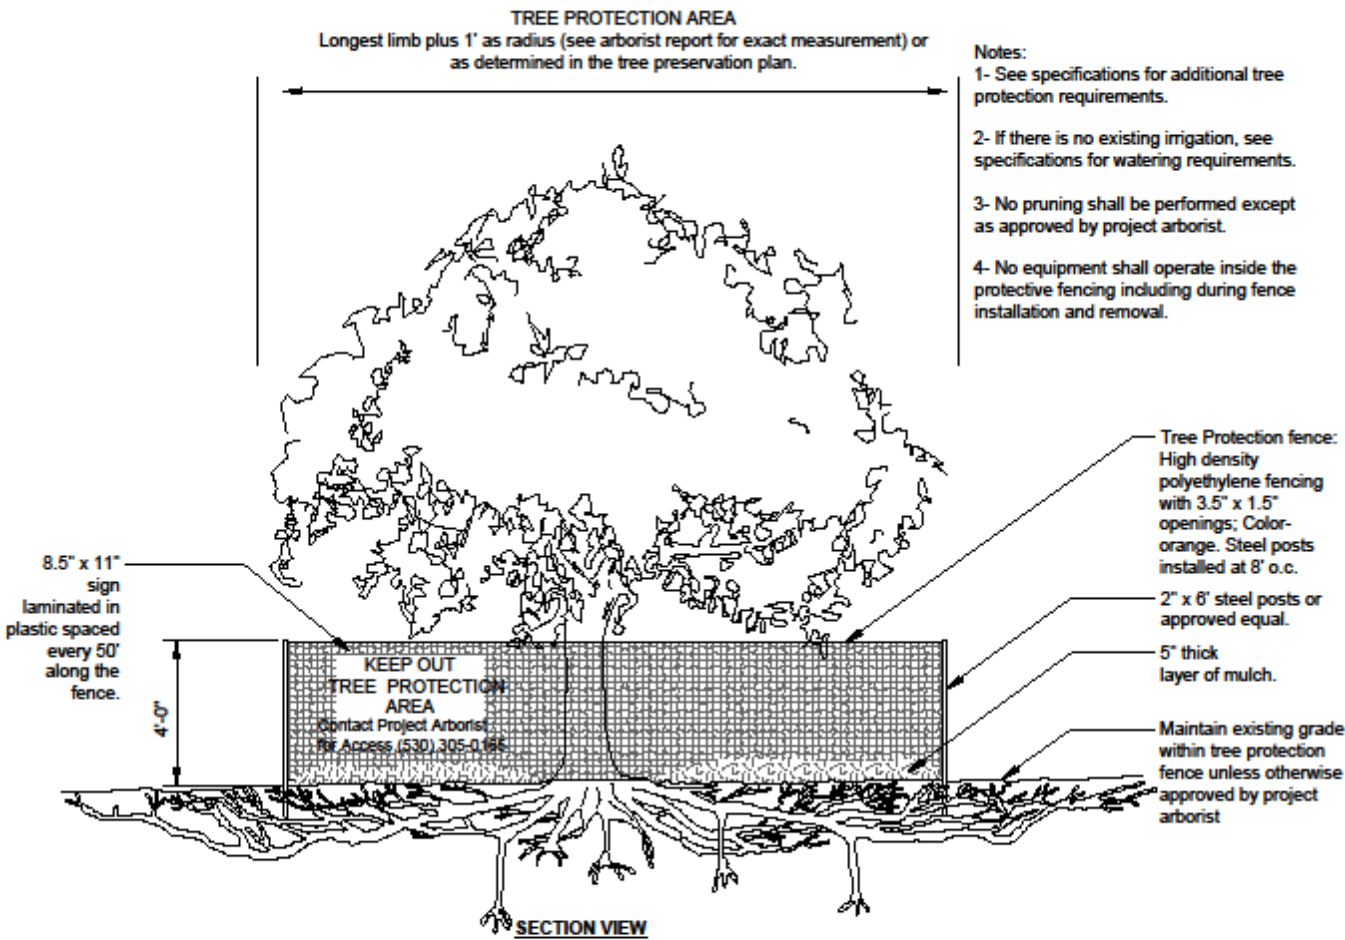 TREE PROTECTION AREA
Longest limb plus 1' as radius (see arborist report for exact measurement) or
as determined in the tree preservation plan.
Notes:
1- See specifications for additional tree
protection requirements.
2- If there is no existing irrigation, see
specifications for watering requirements.
3- No pruning shall be performed except
as approved by project arborist.
4- No equipment shall operate inside the
protective fencing including during fence
installation and removal.
Tree Protection fence:
High density
polyethylene fencing
with 3.5" x 1.5"
openings; Color-
orange. Steel posts
installed at 8' o.c.
2" x 6' steel posts or
approved equal.
5" thick
layer of mulch.
Maintain existing grade
within tree protection
fence unless otherwise
approved by project
arborist
8.5" x 11"
sign
laminated in
plastic spaced
every 50'
along the
fence.
4'-0"
KEEP OUT
TREE PROTECTION
AREA
Contact Project Arborist
for Access (530) 305-0165
SECTION VIEW